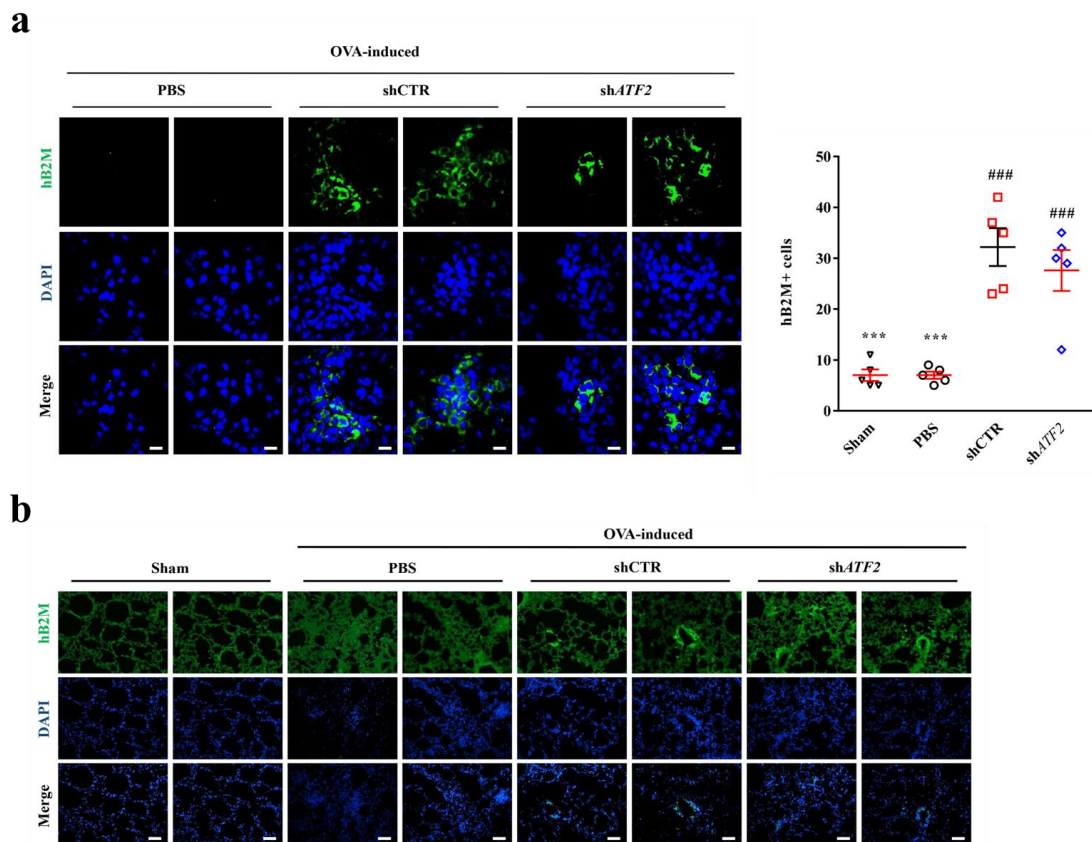 a
OVA-induced
PBS shCTR shATF2
hB2M
DAPI
Merge
50
40
30
20
10
0
hB2M+ cells
###
###
***
***
Sham PBS shCTR shATF2
b
OVA-induced
Sham PBS shCTR shATF2
hB2M
DAPI
Merge